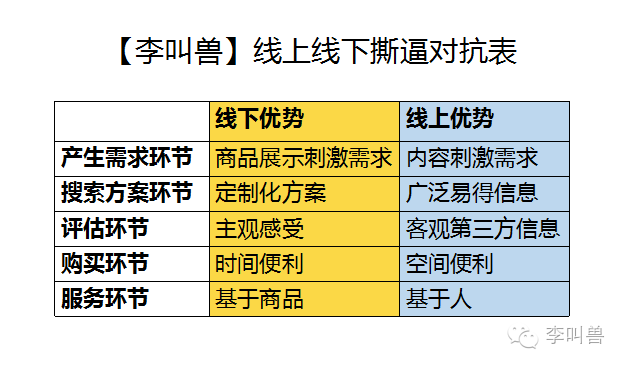 【李叫兽】线上线下撕逼对抗表
线下优势 线上优势
产生需求环节 商品展示刺激需求 内容刺激需求
搜索方案环节 定制化方案 广泛易得信息
评估环节 主观感受 客观第三方信息
购买环节 时间便利 空间便利
服务环节 基于商品 基于人
李叫兽